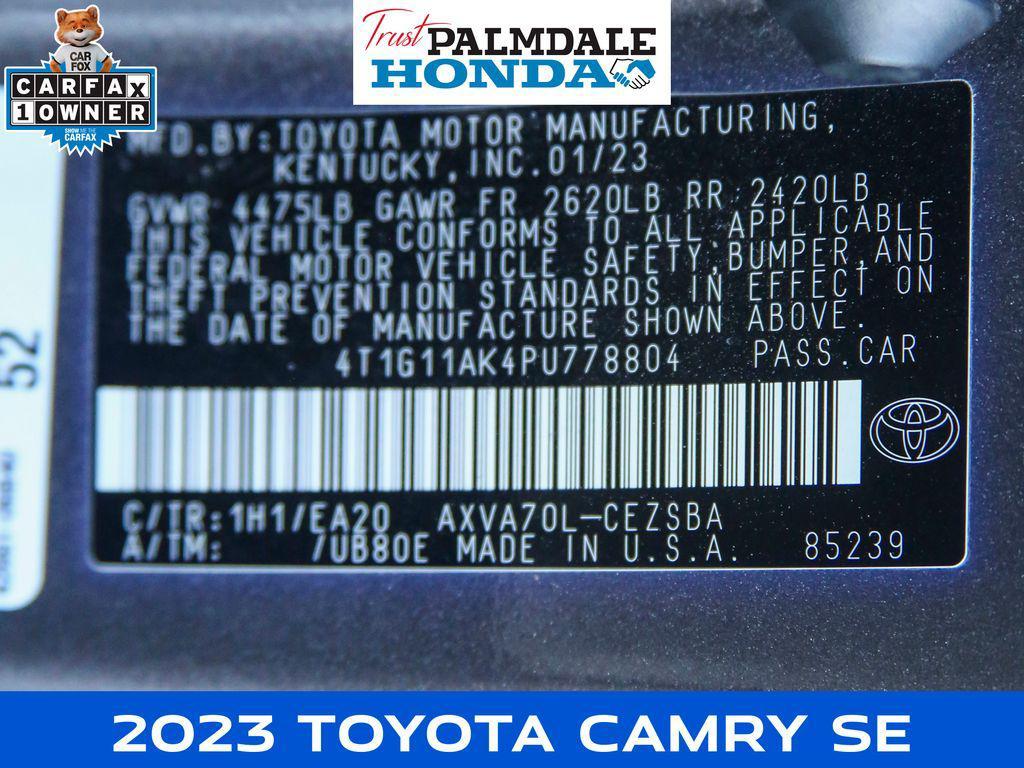 CAR
FOX
CARFAX
1 OWNER
SHOW ME THE
CARFAX
Trust PALMDALE
HONDA
MFD.BY:TOYOTA MOTOR MANUFACTURING,
KENTUCKY,INC.01/23
GVWR 4475LB GAWR FR 2620LB RR 2420LB
THIS VEHICLE CONFORMS TO ALL APPLICABLE
FEDERAL MOTOR VEHICLE SAFETY,BUMPER,AND
THEFT PREVENTION STANDARDS IN EFFECT ON
THE DATE OF MANUFACTURE SHOWN ABOVE.
4T1G11AK4PU778804 PASS.CAR
C/TR:1H1/EA20 AXVA70L-CEZSBA
A/TM: /UB80E MADE IN U.S.A. 85239
52
2023 TOYOTA CAMRY SE